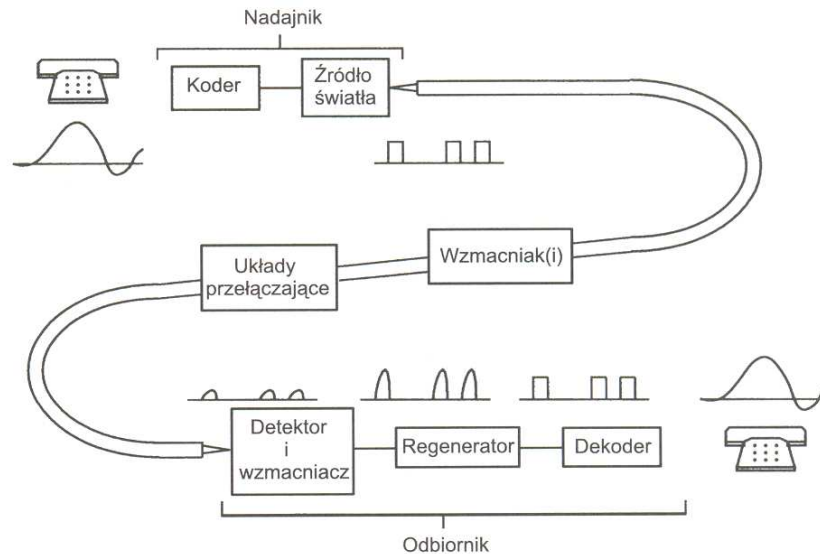 Nadajnik
Koder
Źródło
światła
Wzmacniak(i)
Układy
przełączające
Detektor
i
wzmacniacz
Regenerator
Dekoder
Odbiornik